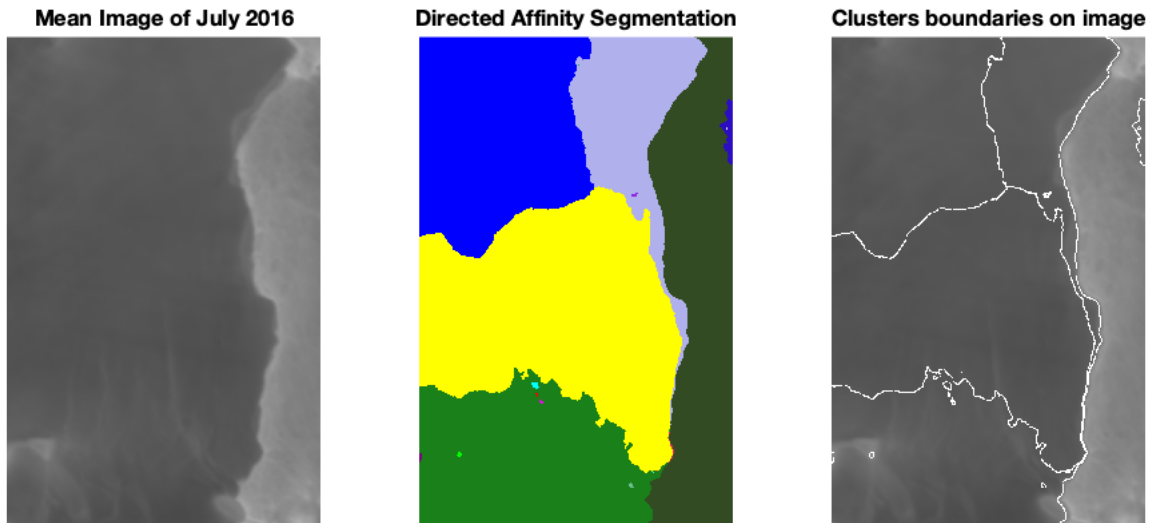 Mean Image of July 2016
Directed Affinity Segmentation
Clusters boundaries on image